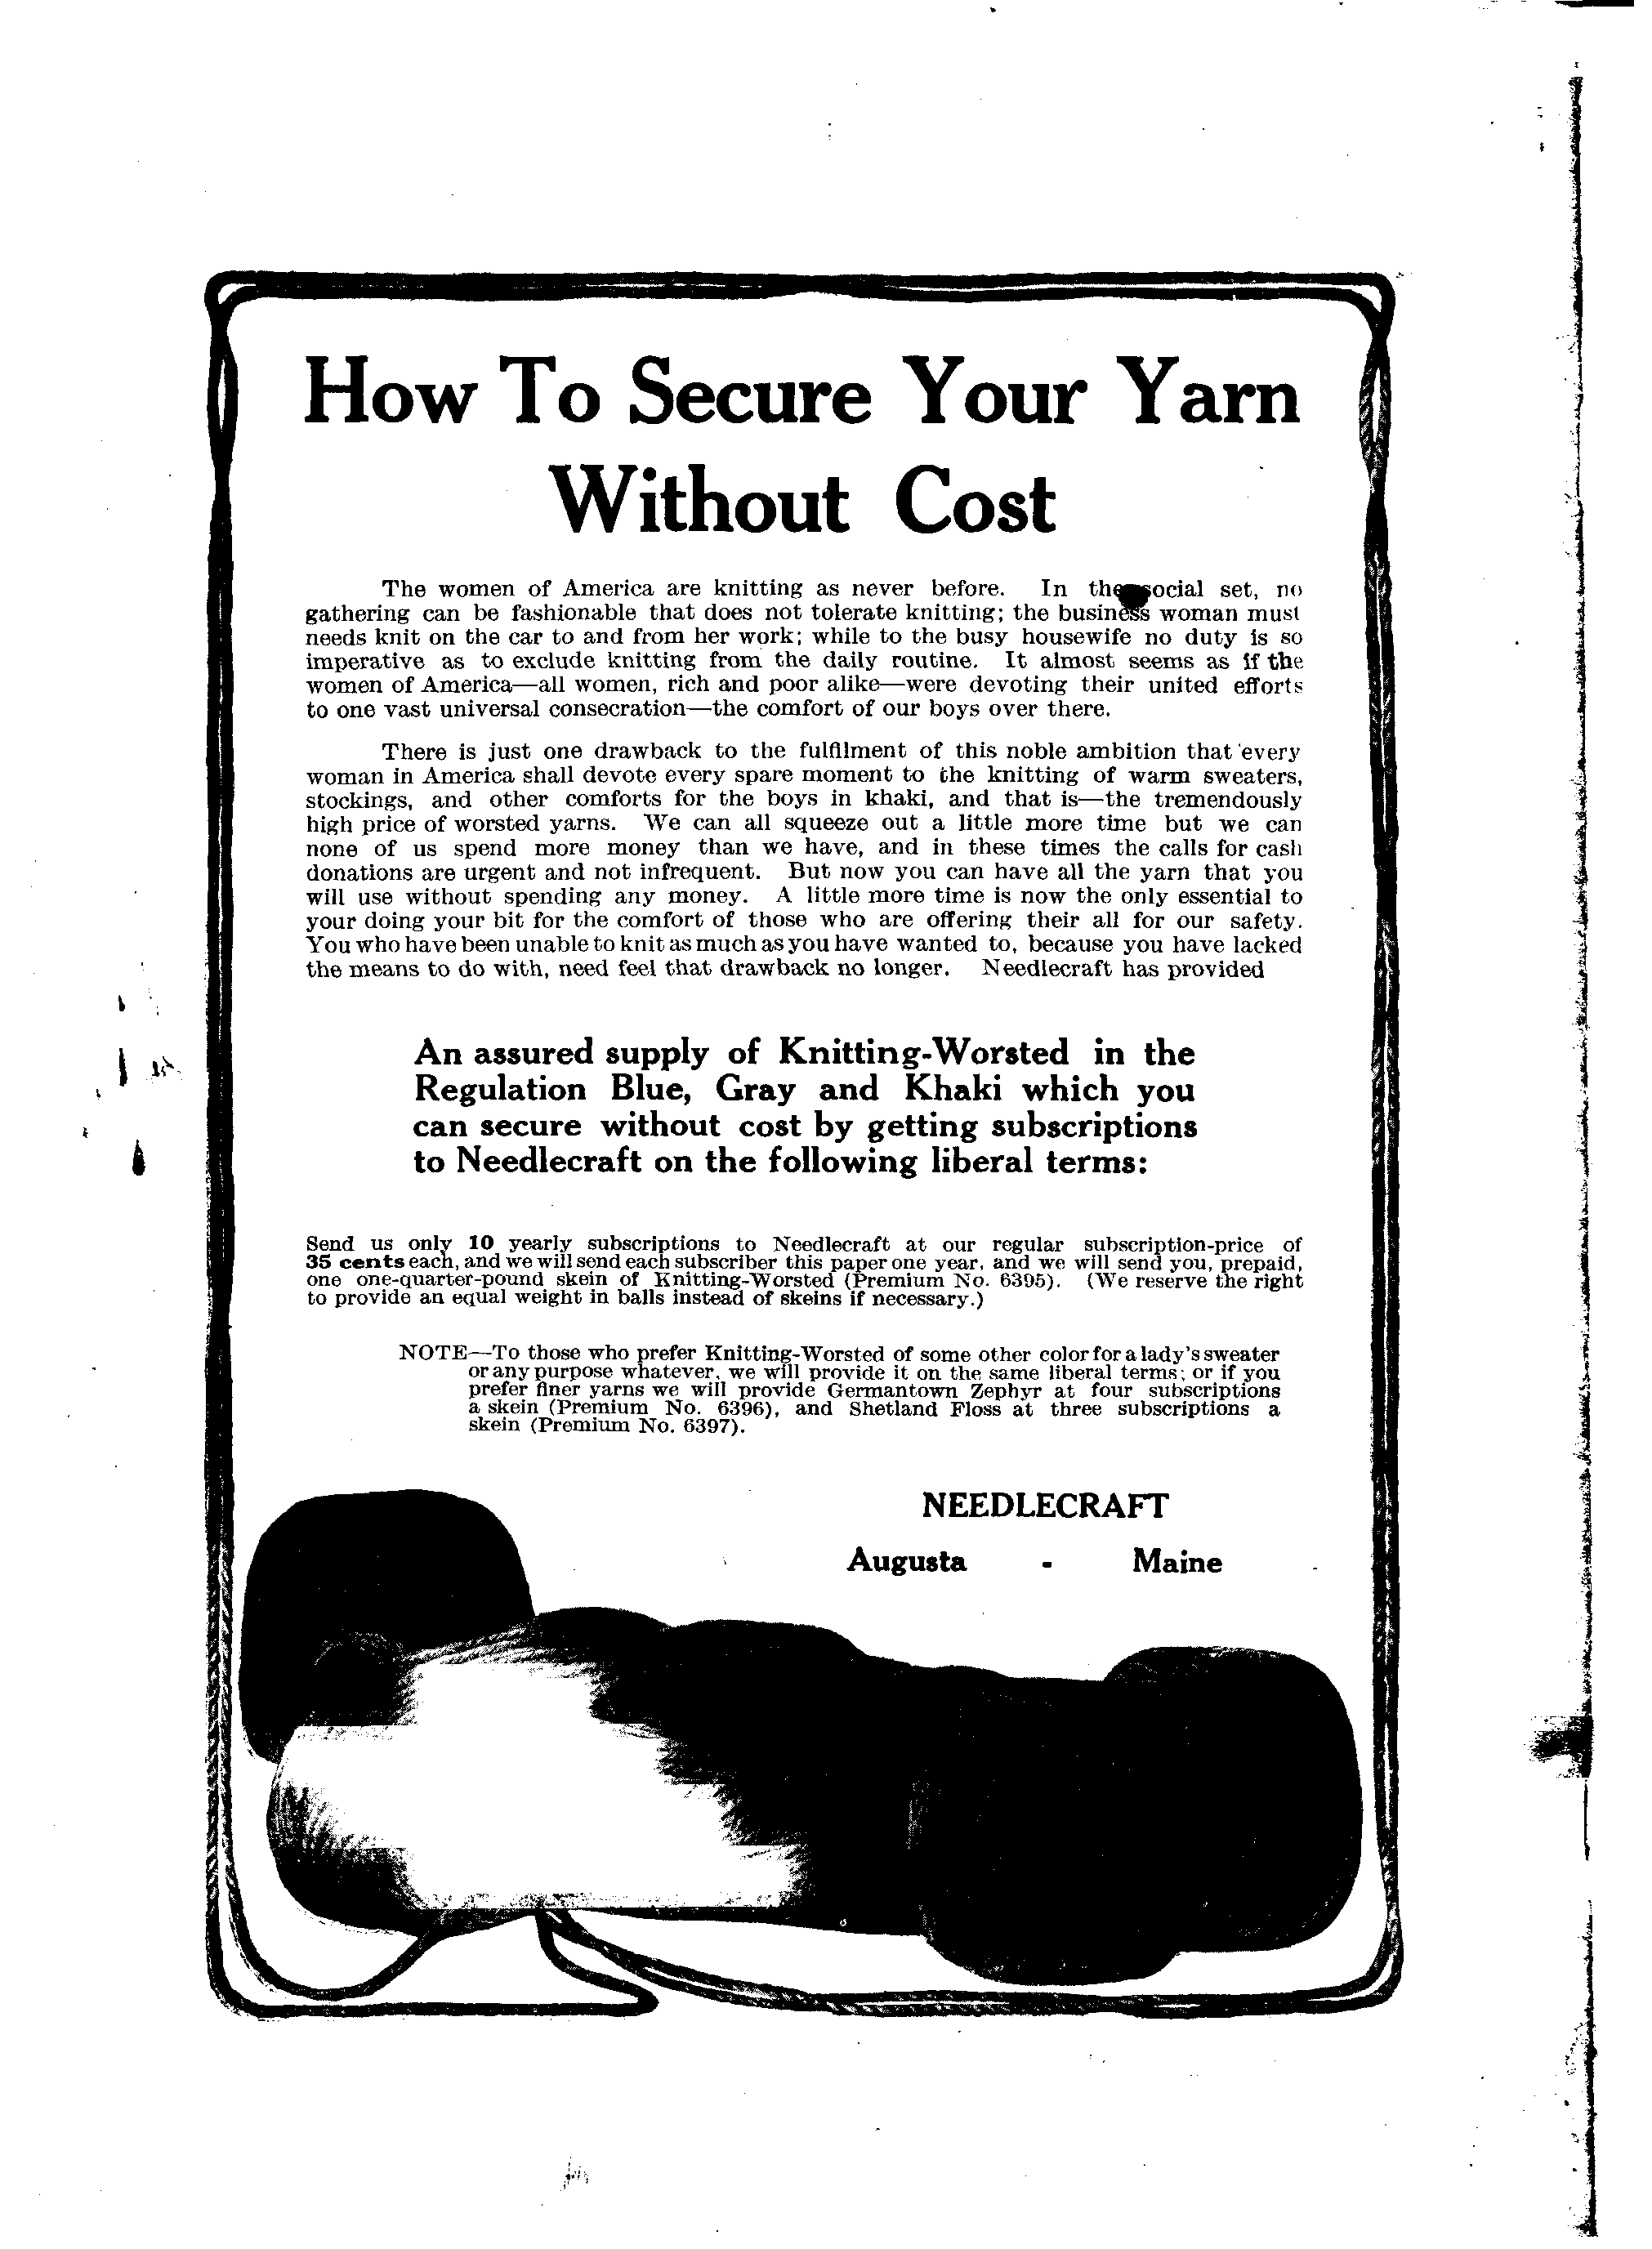 How To Secure Your Yarn
Without Cost
The women of America are knitting as never before. In the social set, no
gathering can be fashionable that does not tolerate knitting; the business woman must
needs knit on the car to and from her work; while to the busy housewife no duty is so
imperative as to exclude knitting from the daily routine. It almost seems as if the
women of America—all women, rich and poor alike—were devoting their united efforts
to one vast universal consecration—the comfort of our boys over there.
There is just one drawback to the fulfilment of this noble ambition that every
woman in America shall devote every spare moment to the knitting of warm sweaters,
stockings, and other comforts for the boys in khaki, and that is—the tremendously
high price of worsted yarns. We can all squeeze out a little more time but we can
none of us spend more money than we have, and in these times the calls for cash
donations are urgent and not infrequent. But now you can have all the yarn that you
will use without spending any money. A little more time is now the only essential to
your doing your bit for the comfort of those who are offering their all for our safety.
You who have been unable to knit as much as you have wanted to, because you have lacked
the means to do with, need feel that drawback no longer. Needlecraft has provided
An assured supply of Knitting-Worsted in the
Regulation Blue, Gray and Khaki which you
can secure without cost by getting subscriptions
to Needlecraft on the following liberal terms:
Send us only 10 yearly subscriptions to Needlecraft at our regular subscription-price of
35 cents each, and we will send each subscriber this paper one year, and we will send you, prepaid,
one one-quarter-pound skein of Knitting-Worsted (Premium No. 6395). (We reserve the right
to provide an equal weight in balls instead of skeins if necessary.)
NOTE—To those who prefer Knitting-Worsted of some other color for a lady's sweater
or any purpose whatever, we will provide it on the same liberal terms; or if you
prefer finer yarns we will provide Germantown Zephyr at four subscriptions
a skein (Premium No. 6396), and Shetland Floss at three subscriptions a
skein (Premium No. 6397).
NEEDLECRAFT
Augusta - Maine